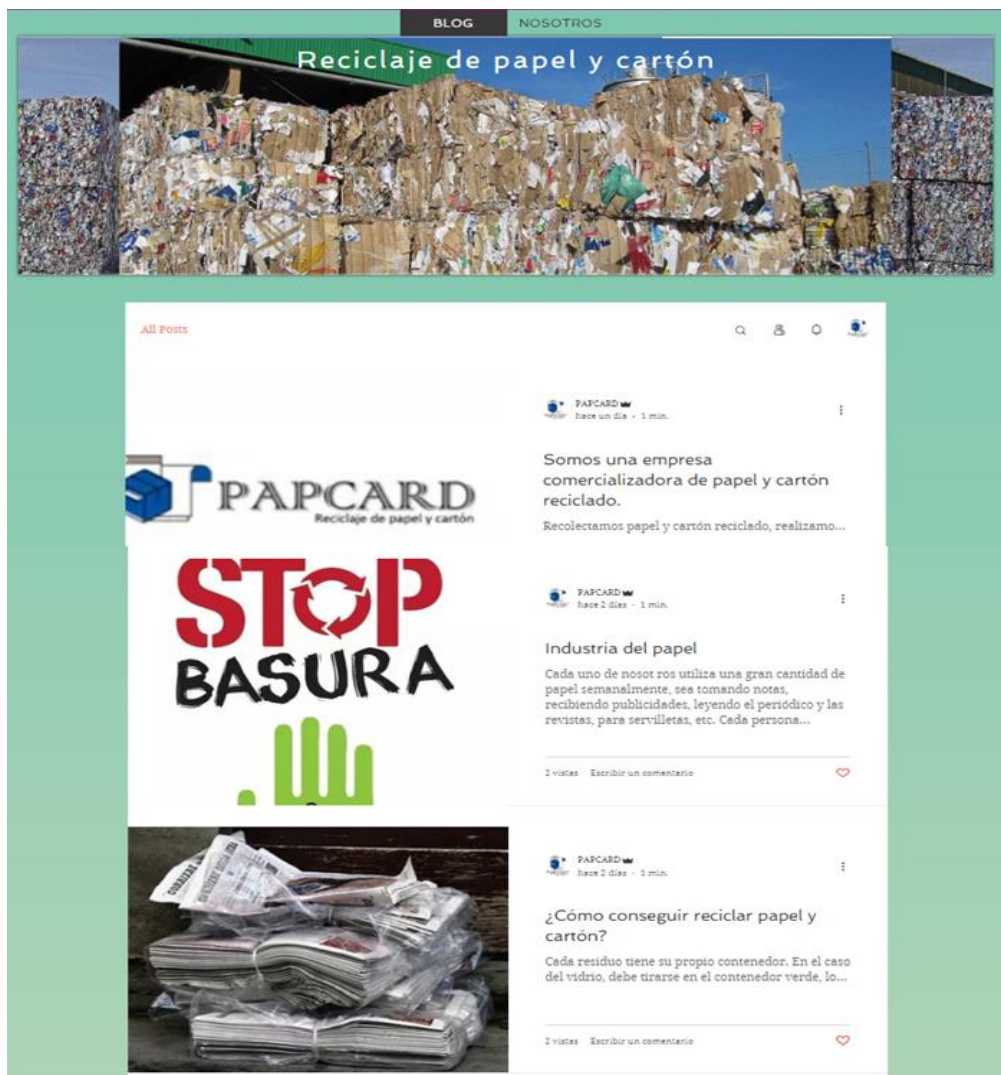 BLOG NOSOTROS
Reciclaje de papel y cartón
All Posts
PAPCARD
Reciclaje de papel y cartón
PAPCARD
hace un día · 1 min.
Somos una empresa
comercializadora de papel y cartón
reciclado.
Recolectamos papel y cartón reciclado, realizamo...
STOP
BASURA
PAPCARD
hace 2 días · 1 min.
Industria del papel
Cada uno de nosot ros utiliza una gran cantidad de
papel semanalmente, sea tomando notas,
recibiendo publicidades, leyendo el periódico y las
revistas, para servilletas, etc. Cada persona...
2 vistas Escribir un comentario
PAPCARD
hace 2 días · 1 min.
¿Cómo conseguir reciclar papel y
cartón?
Cada residuo tiene su propio contenedor. En el caso
del vidrio, debe tirarse en el contenedor verde, lo...
2 vistas Escribir un comentario